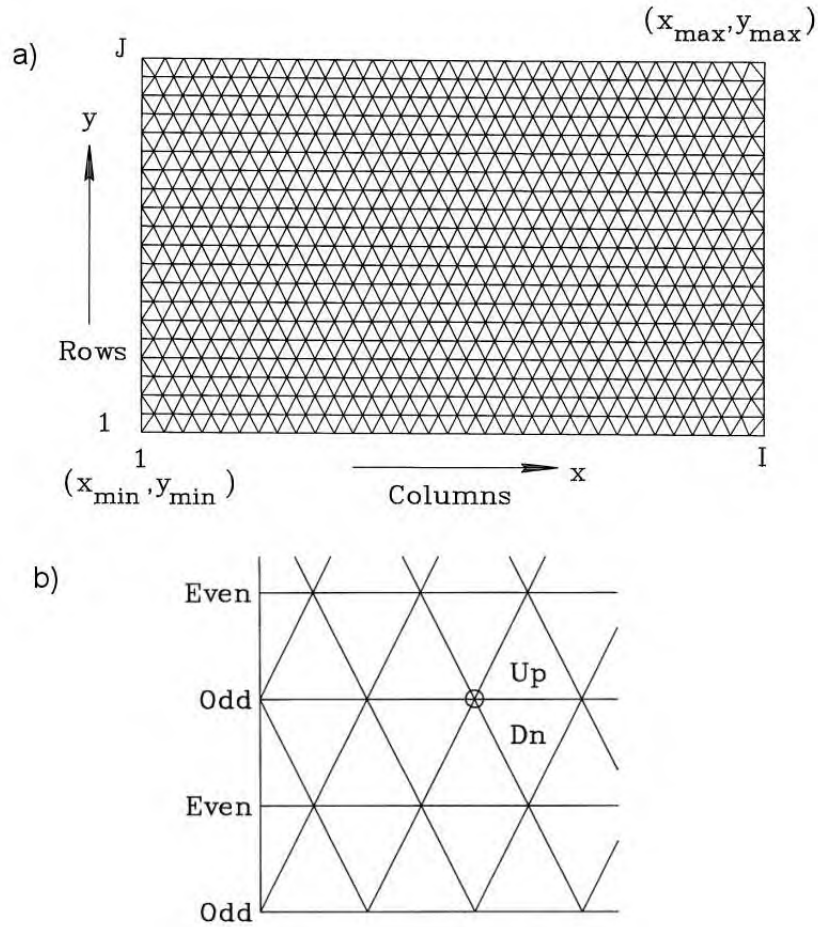 (x_max, y_max)
a)
J
y
Rows
1
1
I
(x_min, y_min)
x
Columns
b)
Even
Up
Odd
Dn
Even
Odd